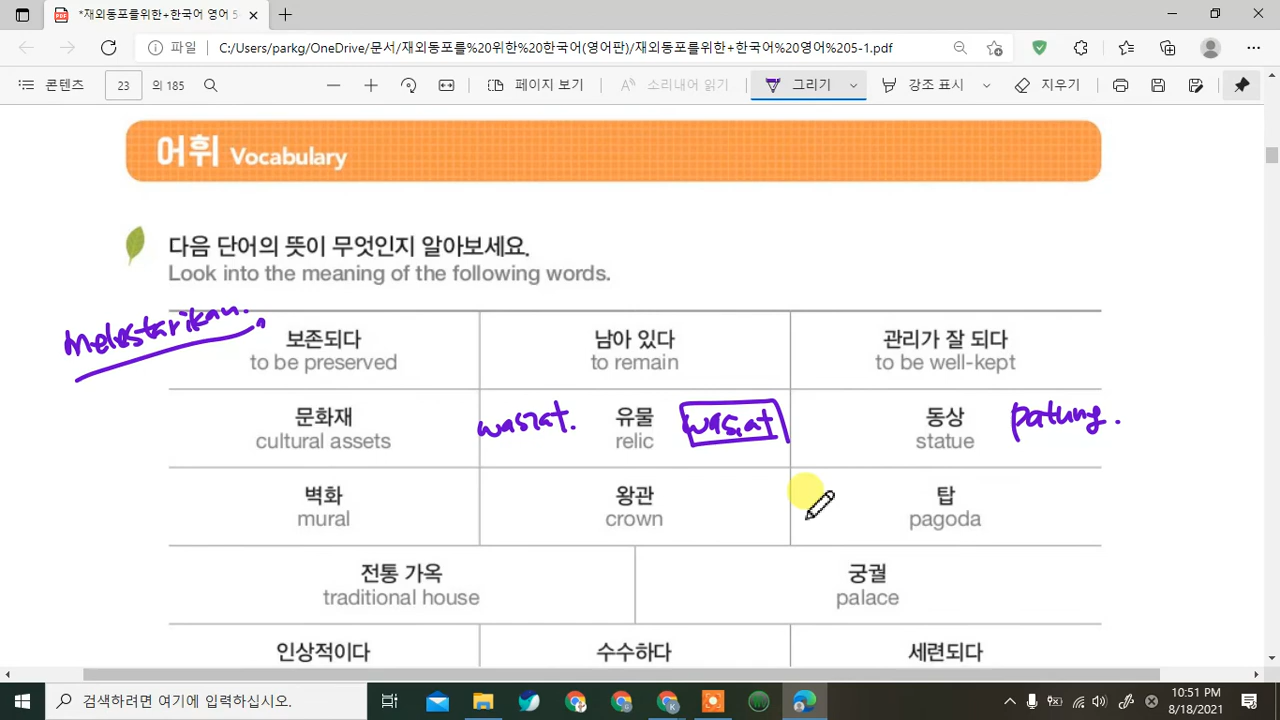 *재외동포를위한+한국어 영어 5
파일 C:/Users/parkg/OneDrive/문서/재외동포를%20위한%20한국어(영어판)/재외동포를위한+한국어%20영어%205-1.pdf
콘텐츠 23 의 185 페이지 보기 소리내어 읽기 그리기 강조 표시 지우기
어휘 Vocabulary
다음 단어의 뜻이 무엇인지 알아보세요.
Look into the meaning of the following words.
melestarikan.
보존되다 남아 있다 관리가 잘 되다
to be preserved to remain to be well-kept
문화재 wasiat. 유물 wasiat 동상 patung.
cultural assets relic statue
벽화 왕관 탑
mural crown pagoda
전통 가옥 궁궐
traditional house palace
인상적이다 수수하다 세련되다
검색하려면 여기에 입력하십시오.
10:51 PM
8/18/2021